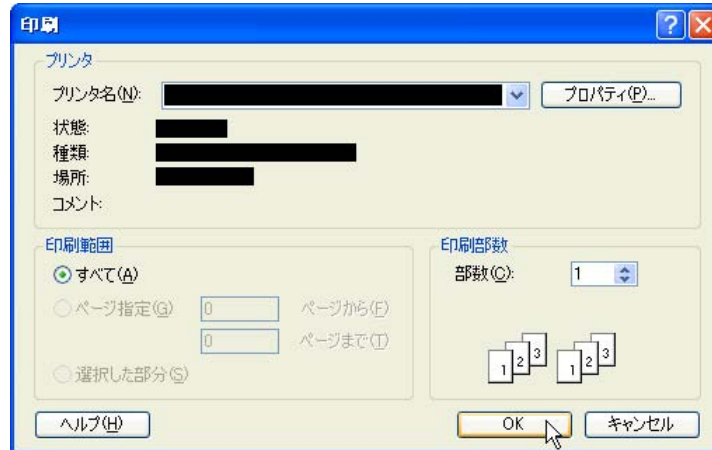 印刷
プリンタ
プリンタ名(N):
プロパティ(P)...
状態:
種類:
場所:
コメント:
印刷範囲
すべて(A)
ページ指定(G) 0 ページから(F)
0 ページまで(T)
選択した部分(S)
印刷部数
部数(C): 1
1 2 3 1 2 3
ヘルプ(H)
OK
キャンセル